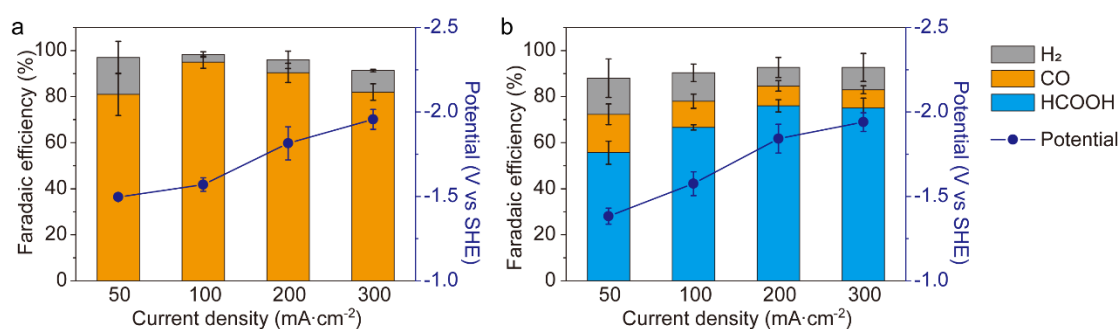 a
Faradaic efficiency (%)
100
80
60
40
20
0
50 100 200 300
Current density (mA·cm⁻²)
-2.5
-2.0
-1.5
-1.0
Potential (V vs SHE)
b
Faradaic efficiency (%)
100
80
60
40
20
0
50 100 200 300
Current density (mA·cm⁻²)
-2.5
-2.0
-1.5
-1.0
Potential (V vs SHE)
H₂
CO
HCOOH
Potential